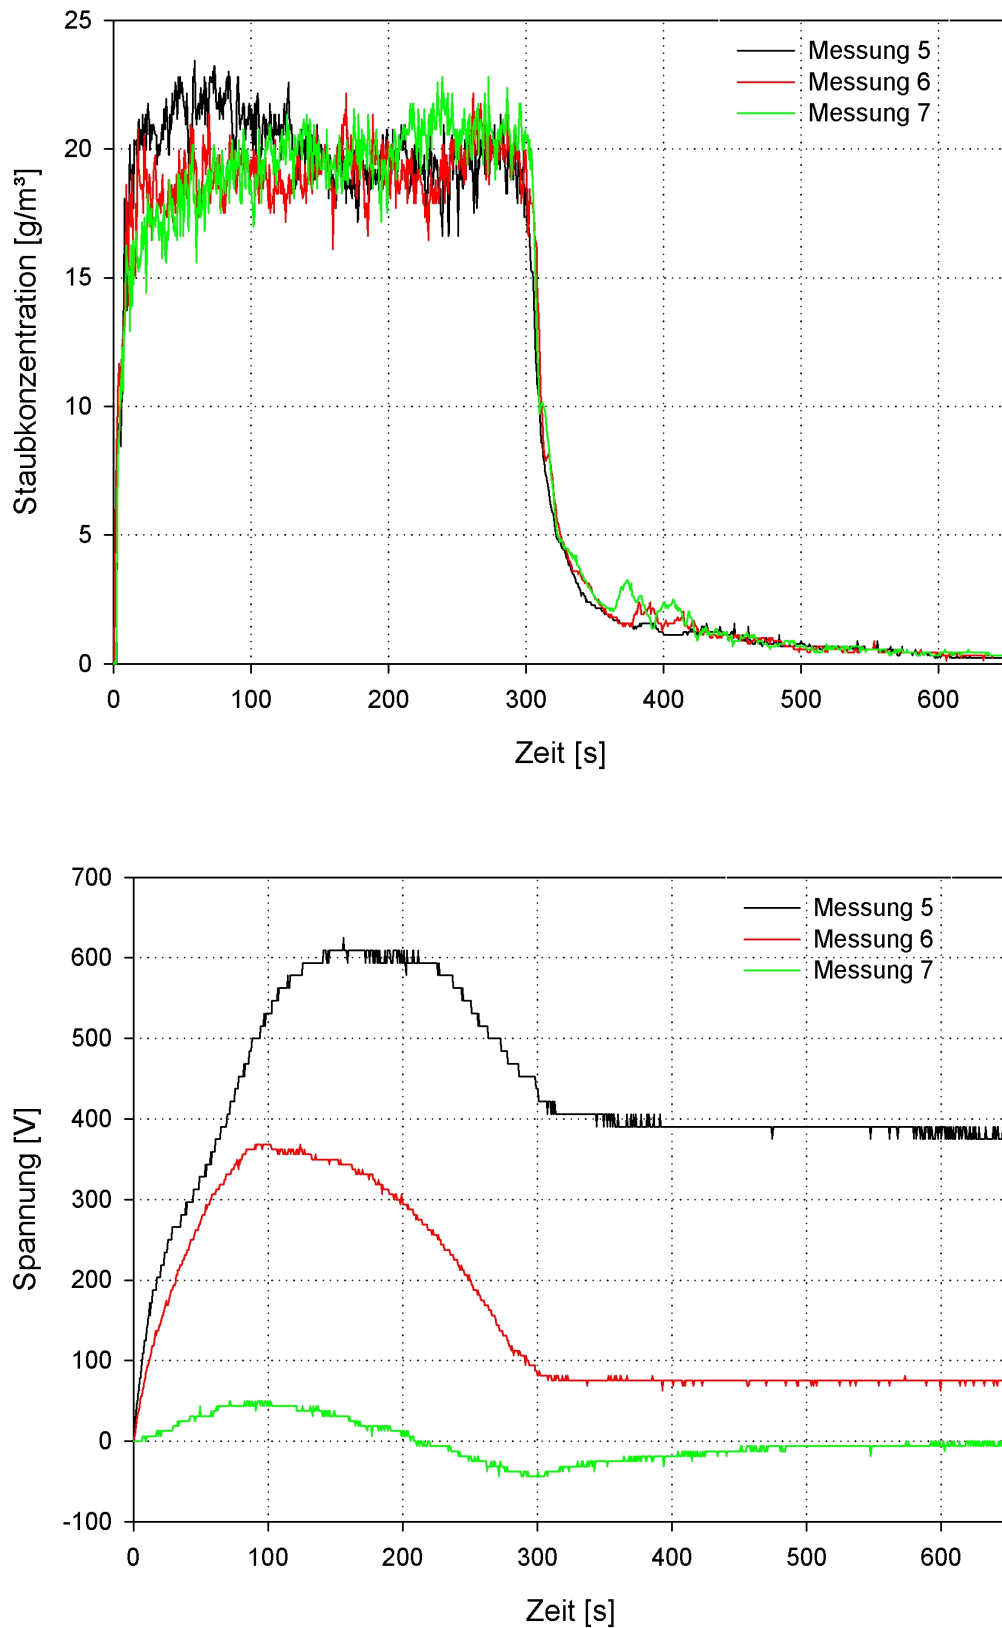 25
20
15
10
5
0
Staubkonzentration [g/m³]
Messung 5
Messung 6
Messung 7
0 100 200 300 400 500 600
Zeit [s]
700
600
500
400
300
200
100
0
-100
Spannung [V]
Messung 5
Messung 6
Messung 7
0 100 200 300 400 500 600
Zeit [s]